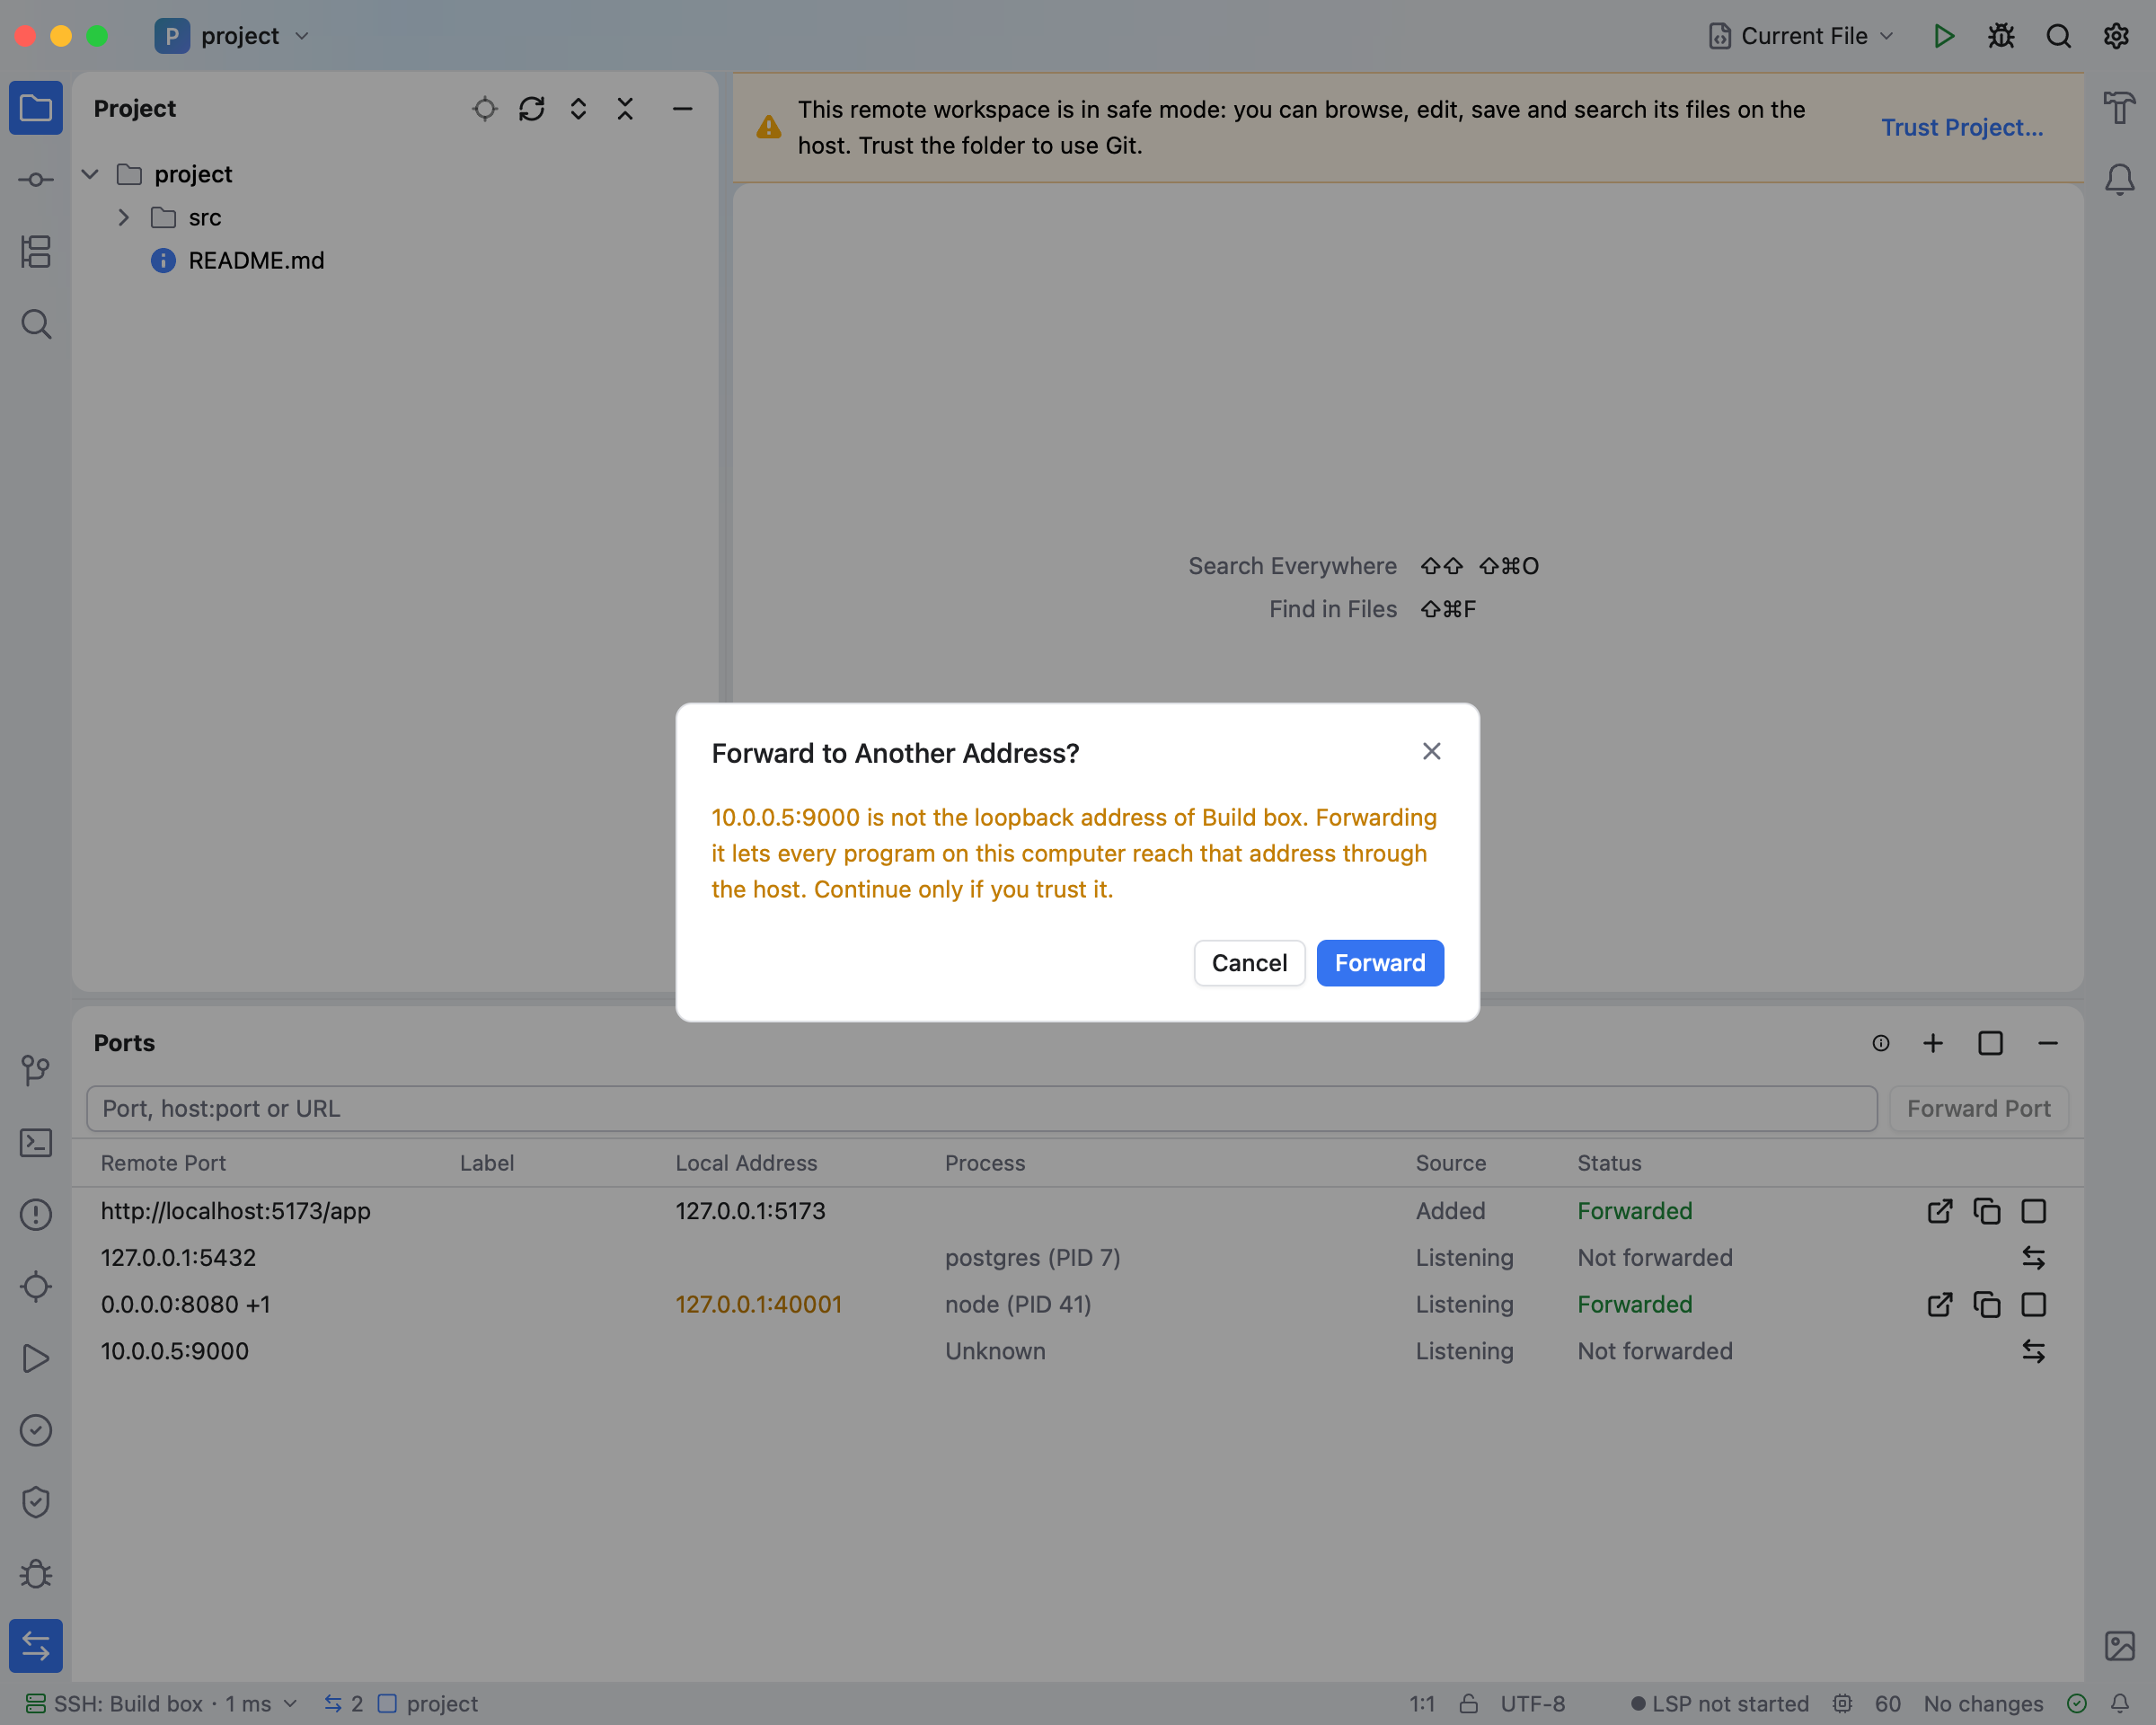 P project
Current File
Project
project
src
README.md
This remote workspace is in safe mode: you can browse, edit, save and search its files on the
host. Trust the folder to use Git.
Trust Project...
Search Everywhere ⇧⇧ ⇧⌘O
Find in Files ⇧⌘F
Forward to Another Address?
10.0.0.5:9000 is not the loopback address of Build box. Forwarding
it lets every program on this computer reach that address through
the host. Continue only if you trust it.
Cancel Forward
Ports
Port, host:port or URL Forward Port
Remote Port Label Local Address Process Source Status
http://localhost:5173/app 127.0.0.1:5173 Added Forwarded
127.0.0.1:5432 postgres (PID 7) Listening Not forwarded
0.0.0.0:8080 +1 127.0.0.1:40001 node (PID 41) Listening Forwarded
10.0.0.5:9000 Unknown Listening Not forwarded
SSH: Build box · 1 ms 2 project 1:1 UTF-8 LSP not started 60 No changes